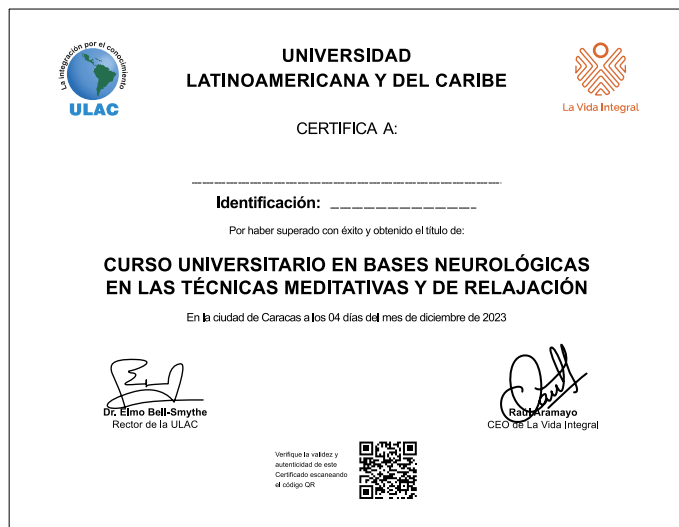 La integración por el conocimiento
ULAC
UNIVERSIDAD
LATINOAMERICANA Y DEL CARIBE
La Vida Integral
CERTIFICA A:
Identificación:
Por haber superado con éxito y obtenido el título de:
CURSO UNIVERSITARIO EN BASES NEUROLÓGICAS
EN LAS TÉCNICAS MEDITATIVAS Y DE RELAJACIÓN
En la ciudad de Caracas a los 04 días del mes de diciembre de 2023
Dr. Elmo Bell-Smythe
Rector de la ULAC
Raúl Aramayo
CEO de La Vida Integral
Verifique la validez y
autenticidad de este
Certificado escaneando
el código QR